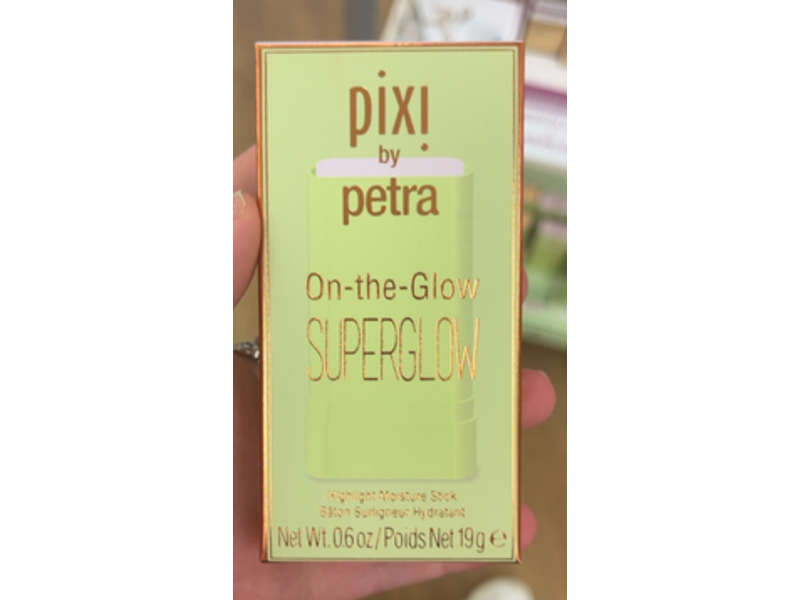 pixi
by
petra
On-the-Glow
SUPERGLOW
Highlight Moisture Stick
Bâton Surligneur Hydratant
Net Wt. 0.6 oz / Poids Net 19 g ℮